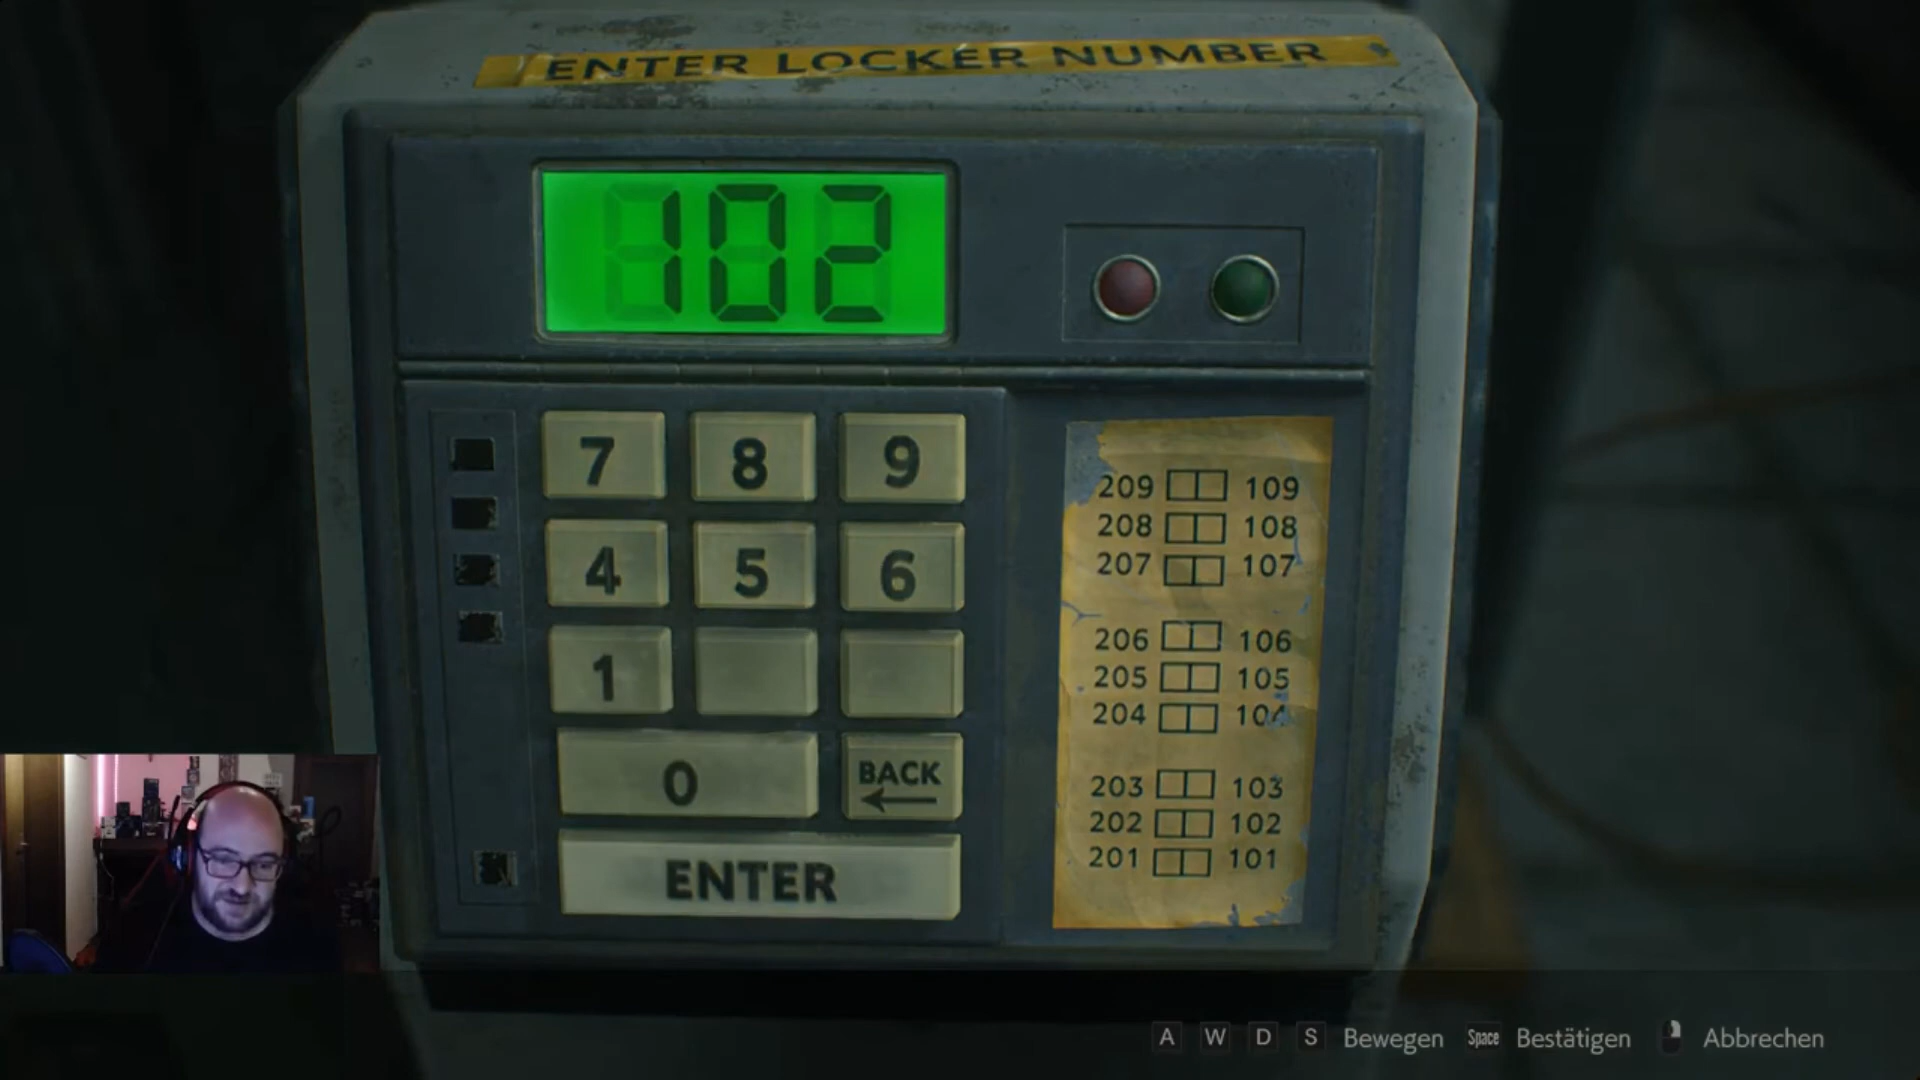 ENTER LOCKER NUMBER
102
7 8 9
4 5 6
1
0 BACK
ENTER
209 109
208 108
207 107
206 106
205 105
204 104
203 103
202 102
201 101
A W D S Bewegen Space Bestätigen Abbrechen